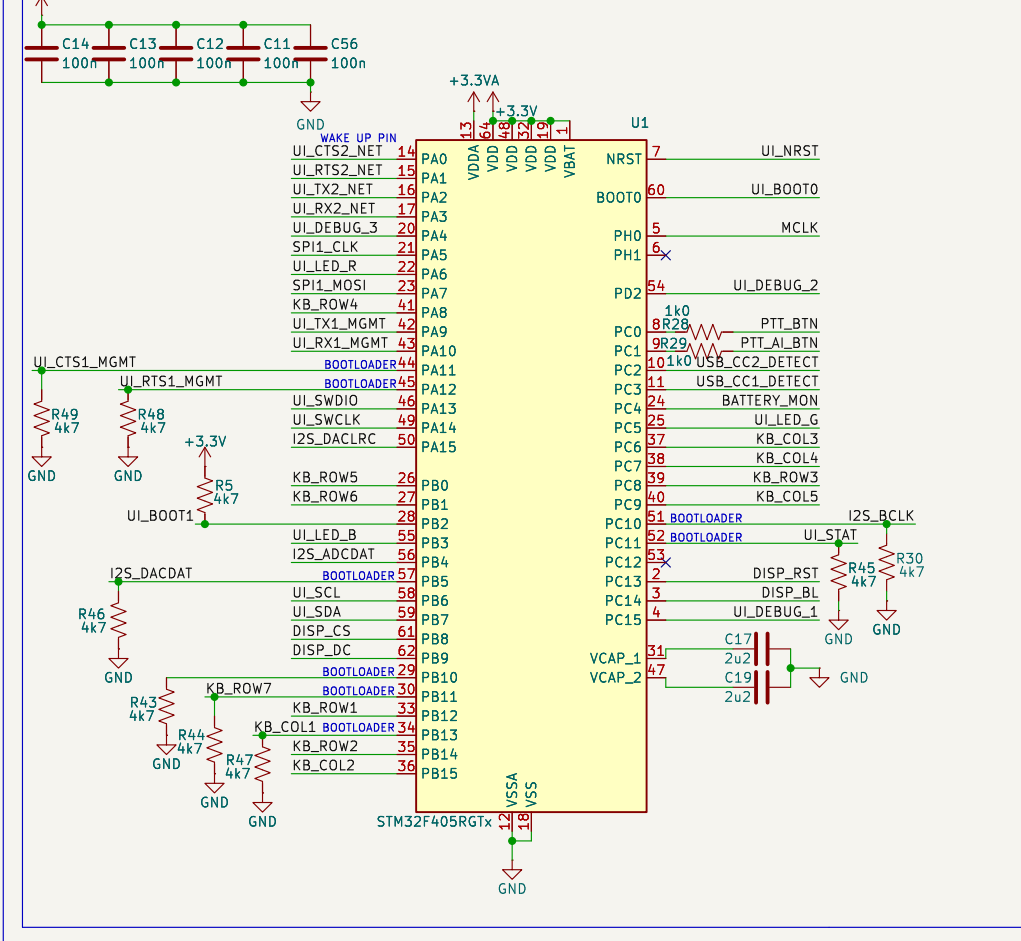 C14 C13 C12 C11 C56
100n 100n 100n 100n 100n
GND
+3.3VA
+3.3V
U1
13 64 48 32 19 1
VDDA VDD VDD VDD VDD VBAT
WAKE UP PIN
UI_CTS2_NET 14 PA0
UI_RTS2_NET 15 PA1
UI_TX2_NET 16 PA2
UI_RX2_NET 17 PA3
UI_DEBUG_3 20 PA4
SPI1_CLK 21 PA5
UI_LED_R 22 PA6
SPI1_MOSI 23 PA7
KB_ROW4 41 PA8
UI_TX1_MGMT 42 PA9
UI_RX1_MGMT 43 PA10
UI_CTS1_MGMT BOOTLOADER 44 PA11
UI_RTS1_MGMT BOOTLOADER 45 PA12
UI_SWDIO 46 PA13
UI_SWCLK 49 PA14
I2S_DACLRC 50 PA15
R49
4k7
GND
R48
4k7
GND
+3.3V
R5
4k7
KB_ROW5 26 PB0
KB_ROW6 27 PB1
UI_BOOT1 28 PB2
UI_LED_B 55 PB3
I2S_ADCDAT 56 PB4
I2S_DACDAT BOOTLOADER 57 PB5
UI_SCL 58 PB6
UI_SDA 59 PB7
DISP_CS 61 PB8
DISP_DC 62 PB9
BOOTLOADER 29 PB10
KB_ROW7 BOOTLOADER 30 PB11
KB_ROW1 33 PB12
KB_COL1 BOOTLOADER 34 PB13
KB_ROW2 35 PB14
KB_COL2 36 PB15
R46
4k7
GND
R43
4k7
GND
R44
4k7
GND
R47
4k7
GND
NRST 7 UI_NRST
BOOT0 60 UI_BOOT0
PH0 5 MCLK
PH1 6
PD2 54 UI_DEBUG_2
1k0
PC0 8 R28 PTT_BTN
PC1 9 R29 PTT_AI_BTN
1k0
PC2 10 USB_CC2_DETECT
PC3 11 USB_CC1_DETECT
PC4 24 BATTERY_MON
PC5 25 UI_LED_G
PC6 37 KB_COL3
PC7 38 KB_COL4
PC8 39 KB_ROW3
PC9 40 KB_COL5
PC10 51 BOOTLOADER I2S_BCLK
PC11 52 BOOTLOADER UI_STAT
PC12 53
PC13 2 DISP_RST
PC14 3 DISP_BL
PC15 4 UI_DEBUG_1
R45
4k7
GND
R30
4k7
GND
VCAP_1 31
VCAP_2 47
C17
2u2
C19
2u2
GND
VSSA VSS
12 18
STM32F405RGTx
GND